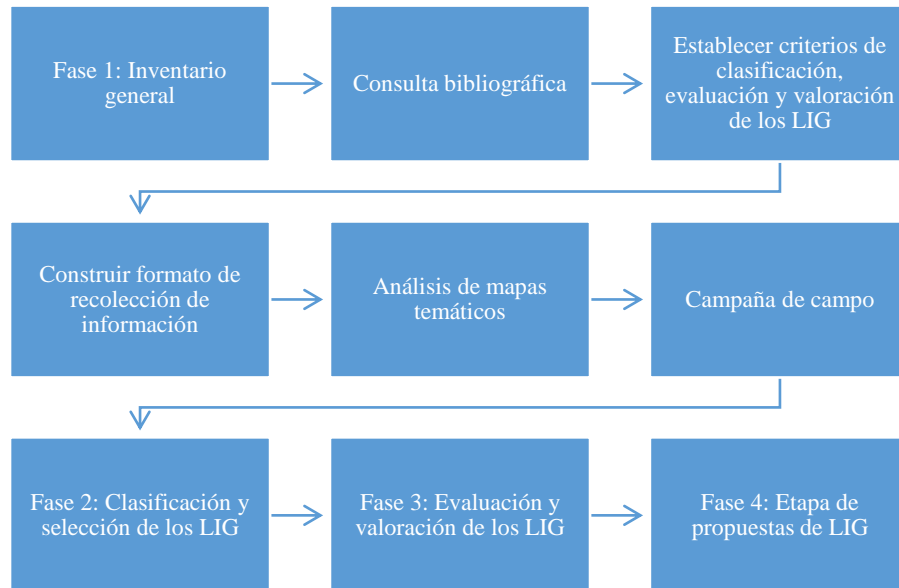 Fase 1: Inventario
general
Consulta bibliográfica
Establecer criterios de
clasificación,
evaluación y valoración
de los LIG
Construir formato de
recolección de
información
Análisis de mapas
temáticos
Campaña de campo
Fase 2: Clasificación y
selección de los LIG
Fase 3: Evaluación y
valoración de los LIG
Fase 4: Etapa de
propuestas de LIG